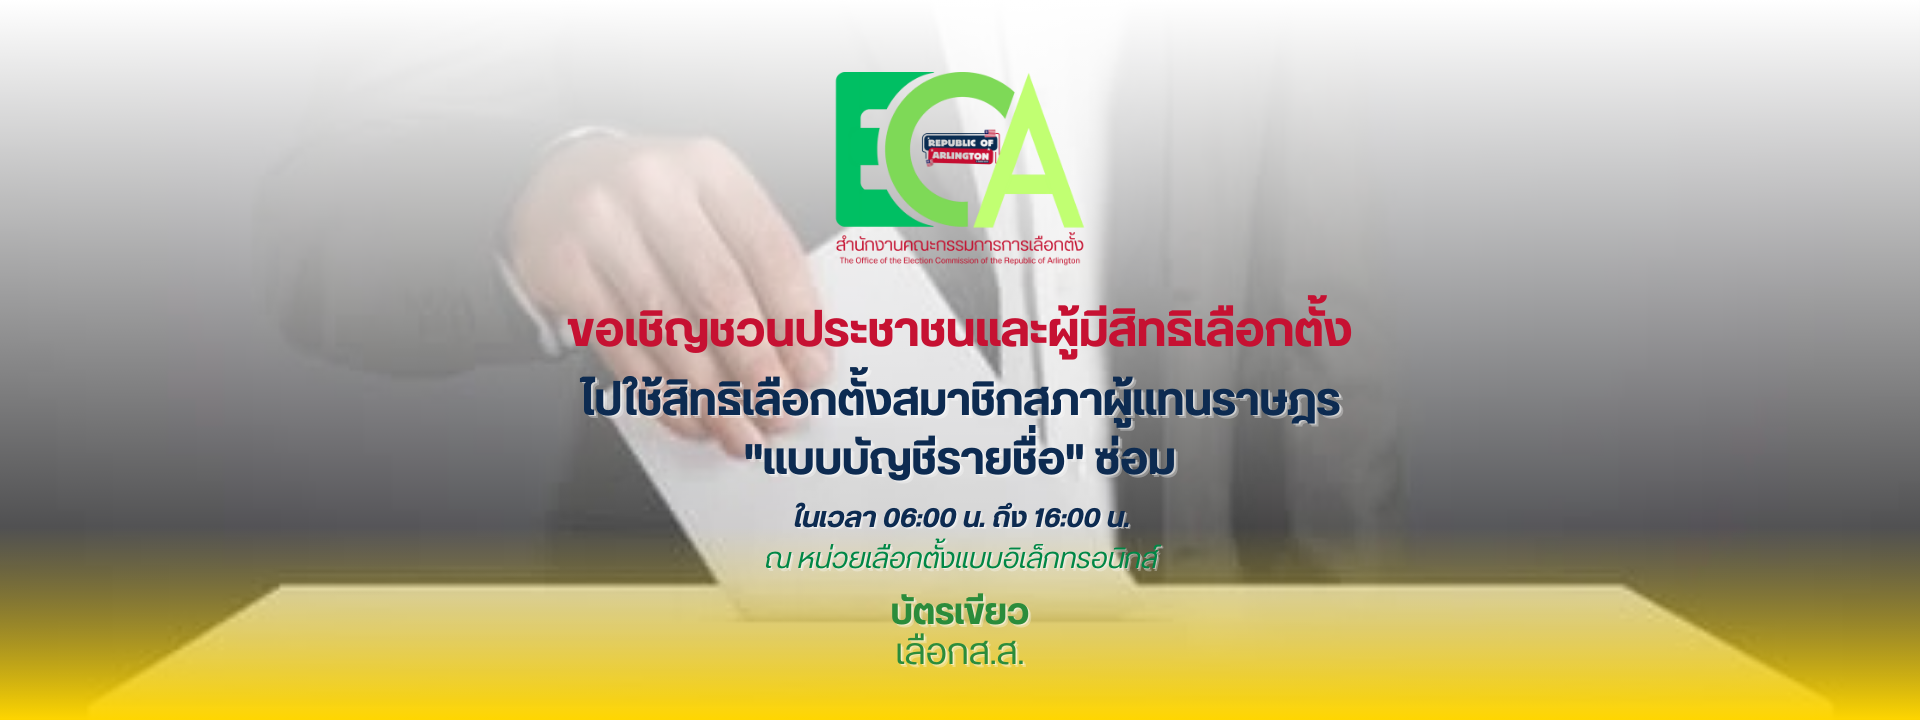 ECA
REPUBLIC OF
ARLINGTON
สำนักงานคณะกรรมการการเลือกตั้ง
The Office of the Election Commission of the Republic of Arlington
ขอเชิญชวนประชาชนและผู้มีสิทธิเลือกตั้ง
ไปใช้สิทธิเลือกตั้งสมาชิกสภาผู้แทนราษฎร
"แบบบัญชีรายชื่อ" ซ่อม
ในเวลา 06:00 น. ถึง 16:00 น.
ณ หน่วยเลือกตั้งแบบอิเล็กทรอนิกส์
บัตรเขียว
เลือกส.ส.